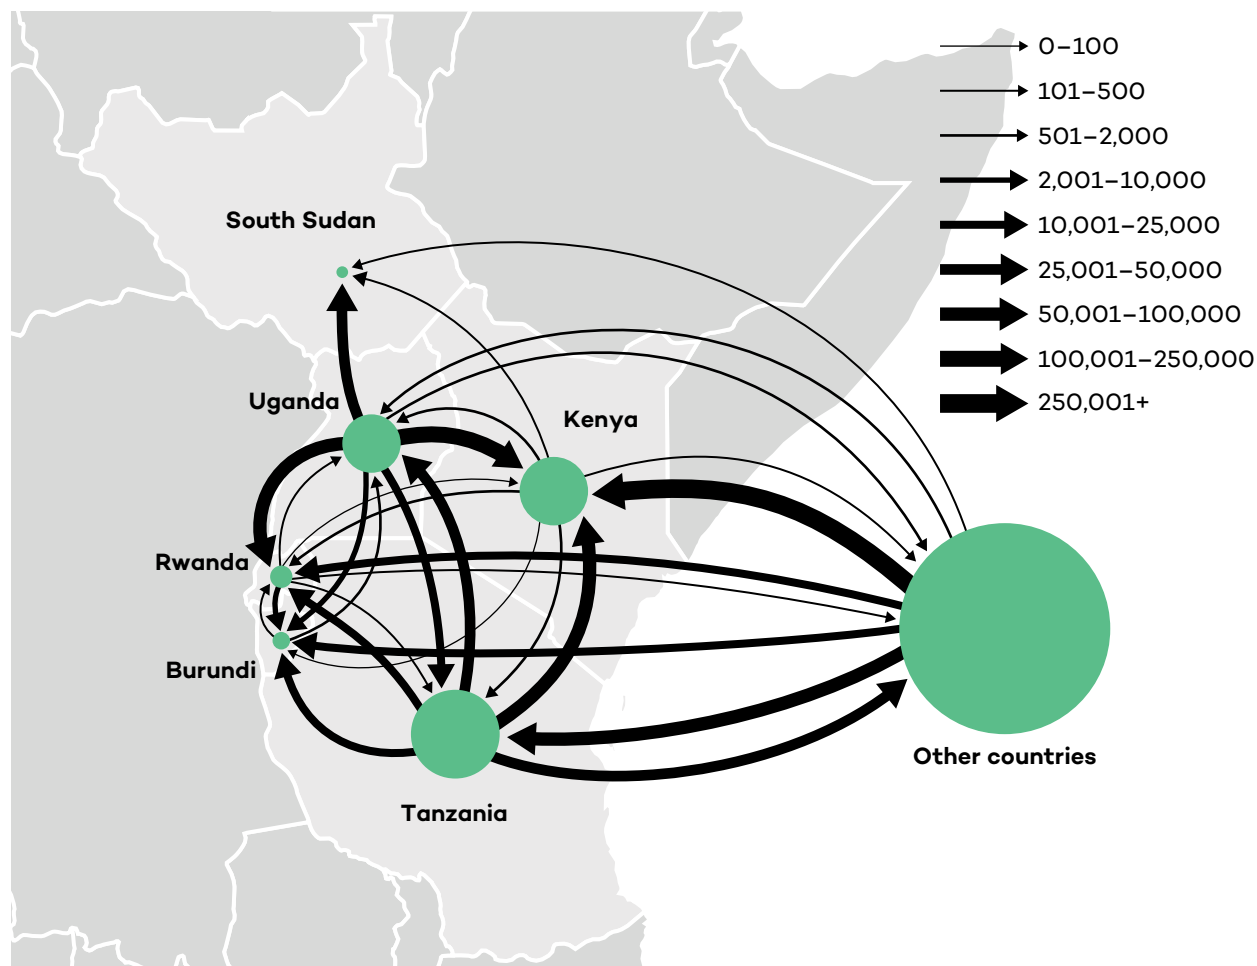 0–100
101–500
501–2,000
2,001–10,000
10,001–25,000
25,001–50,000
50,001–100,000
100,001–250,000
250,001+
South Sudan
Uganda
Kenya
Rwanda
Burundi
Other countries
Tanzania